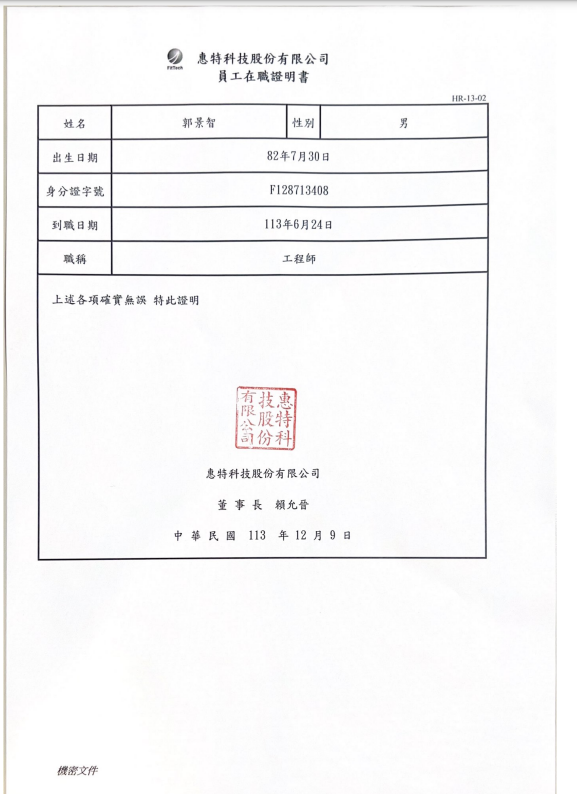 惠特科技股份有限公司
FitTech
員工在職證明書
HR-13-02
姓名 郭景智 性別 男
出生日期 82年7月30日
身分證字號 F128713408
到職日期 113年6月24日
職稱 工程師
上述各項確實無誤 特此證明
惠特科
技股份
有限公司
惠特科技股份有限公司
董事長 賴允晉
中華民國 113 年 12 月 9 日
機密文件